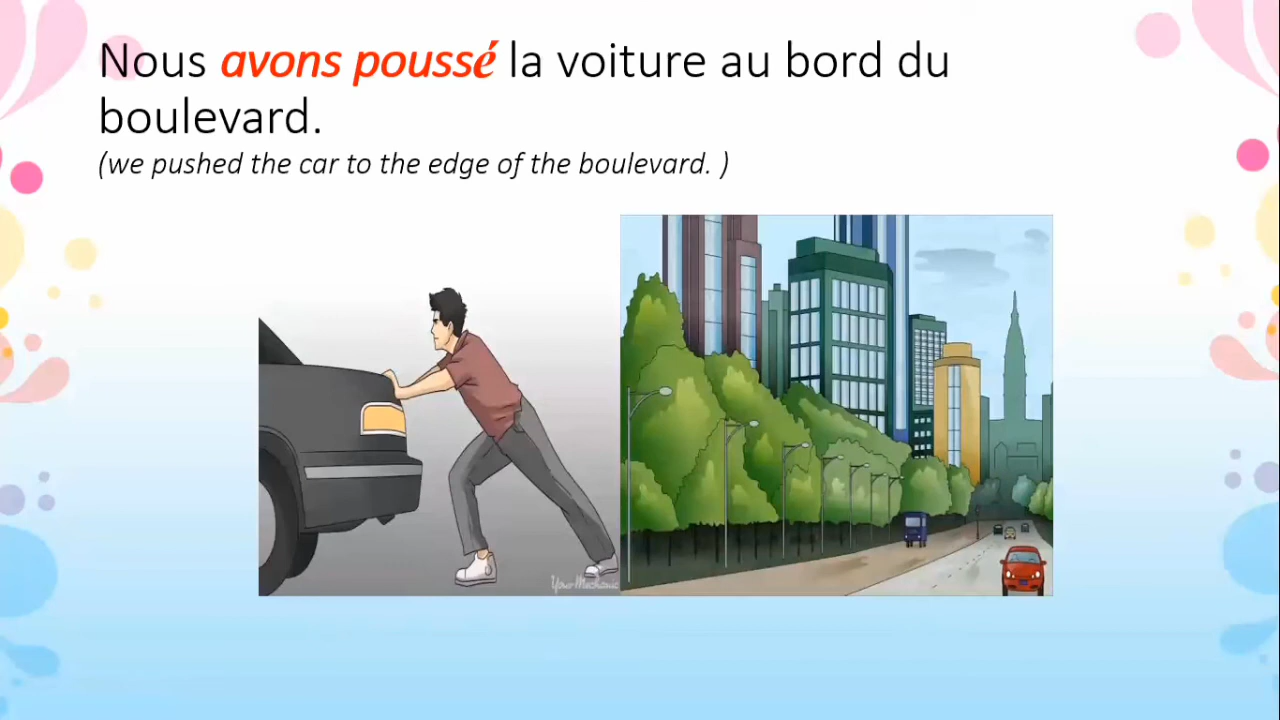 Nous avons poussé la voiture au bord du
boulevard.
(we pushed the car to the edge of the boulevard. )
YourMechanic